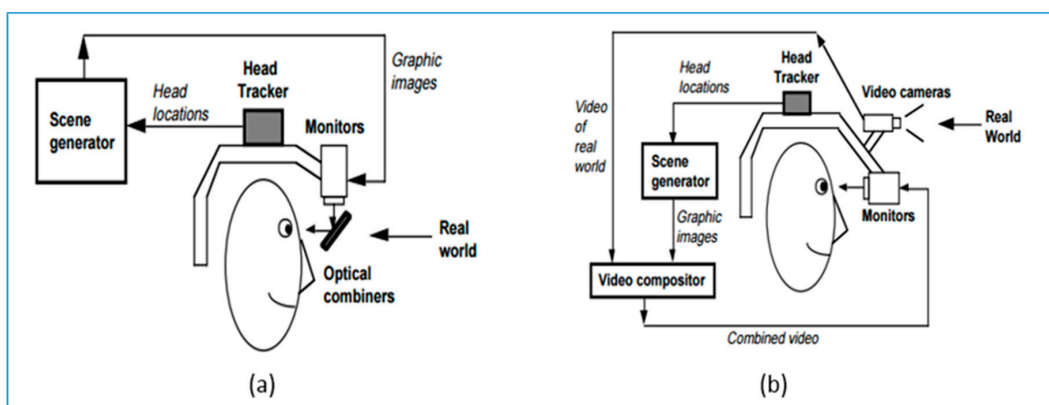 Graphic
images
Head
Tracker
Head
locations
Scene
generator
Monitors
Real
world
Optical
combiners
(a)
Head
locations
Head
Tracker
Video cameras
Video
of
real
world
Real
World
Scene
generator
Monitors
Graphic
images
Video compositor
Combined video
(b)